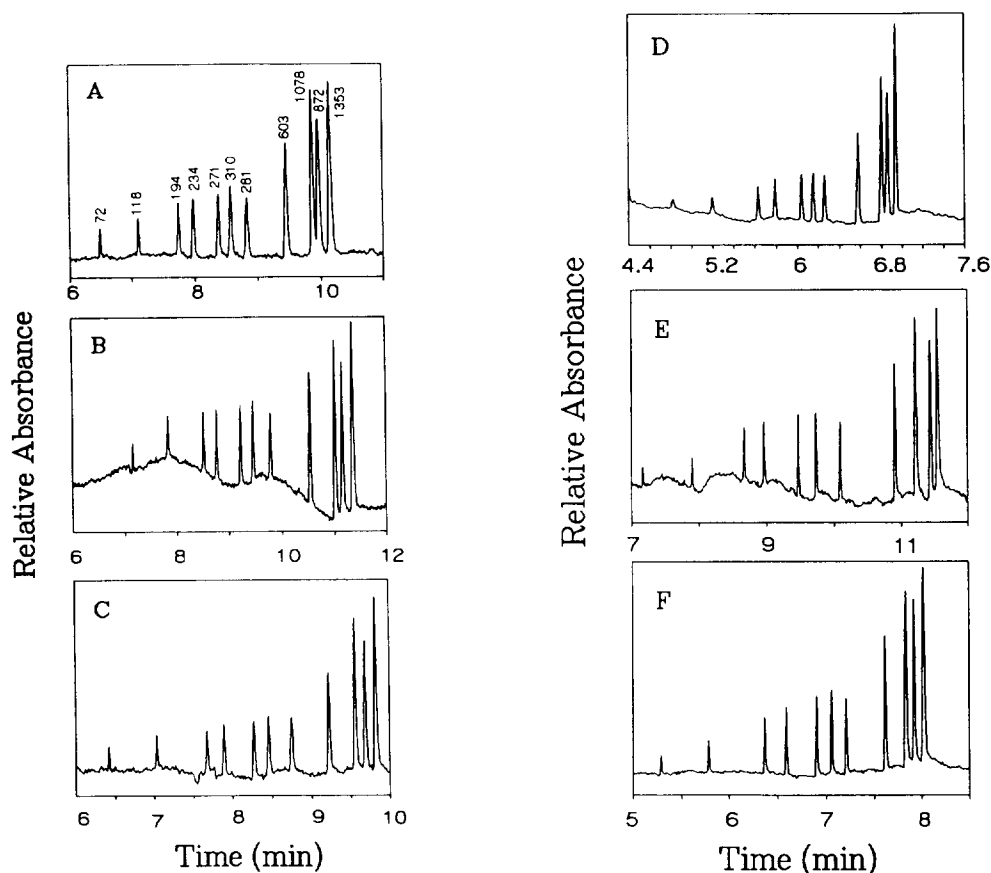 A
72
118
194
234
271
310
281
603
1078
872
1353
6 8 10
B
6 8 10 12
C
6 7 8 9 10
Relative Absorbance
Time (min)
D
4.4 5.2 6 6.8 7.6
E
7 9 11
F
5 6 7 8
Relative Absorbance
Time (min)